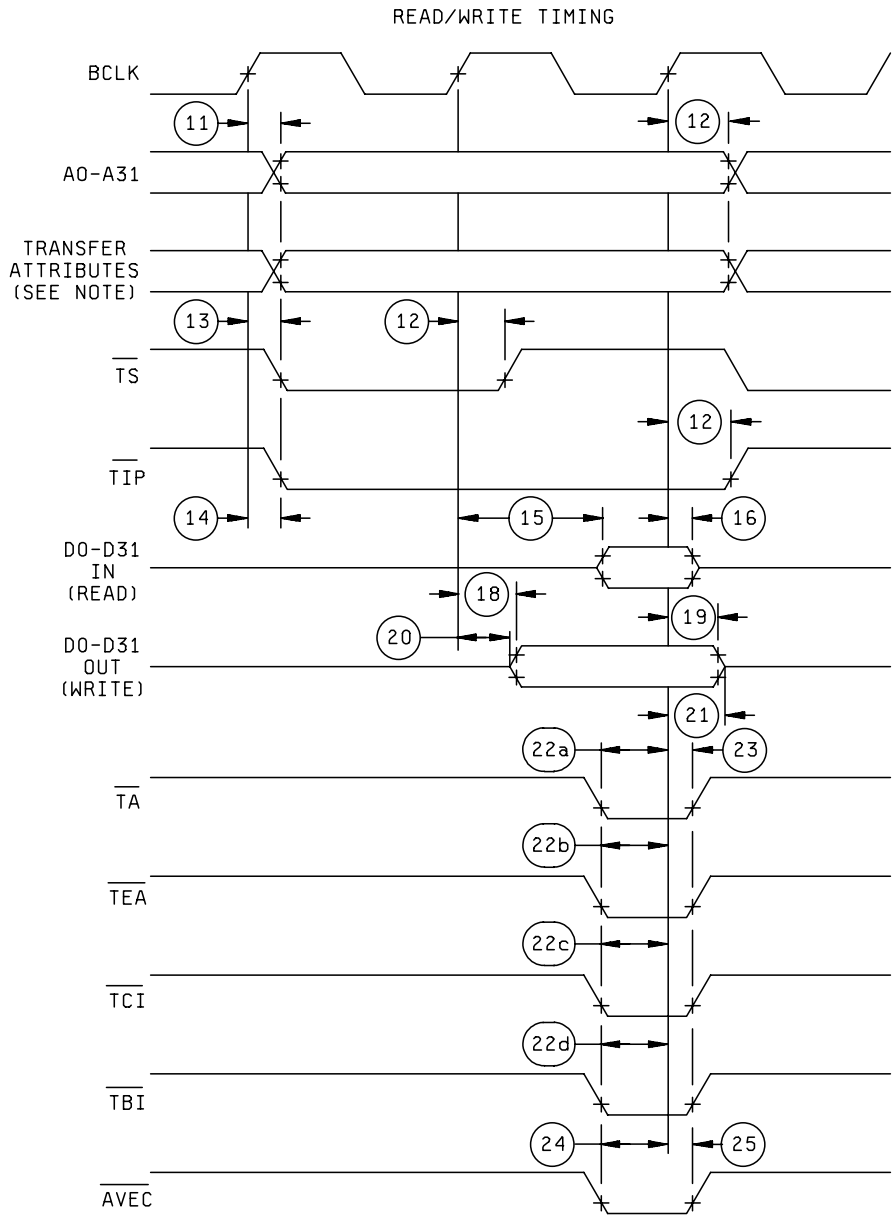 READ/WRITE TIMING
BCLK
11
12
A0-A31
TRANSFER
ATTRIBUTES
(SEE NOTE)
13
12
TS
12
TIP
14
15
16
D0-D31
IN
(READ)
18
19
20
D0-D31
OUT
(WRITE)
21
22a
23
TA
22b
TEA
22c
TCI
22d
TBI
24
25
AVEC